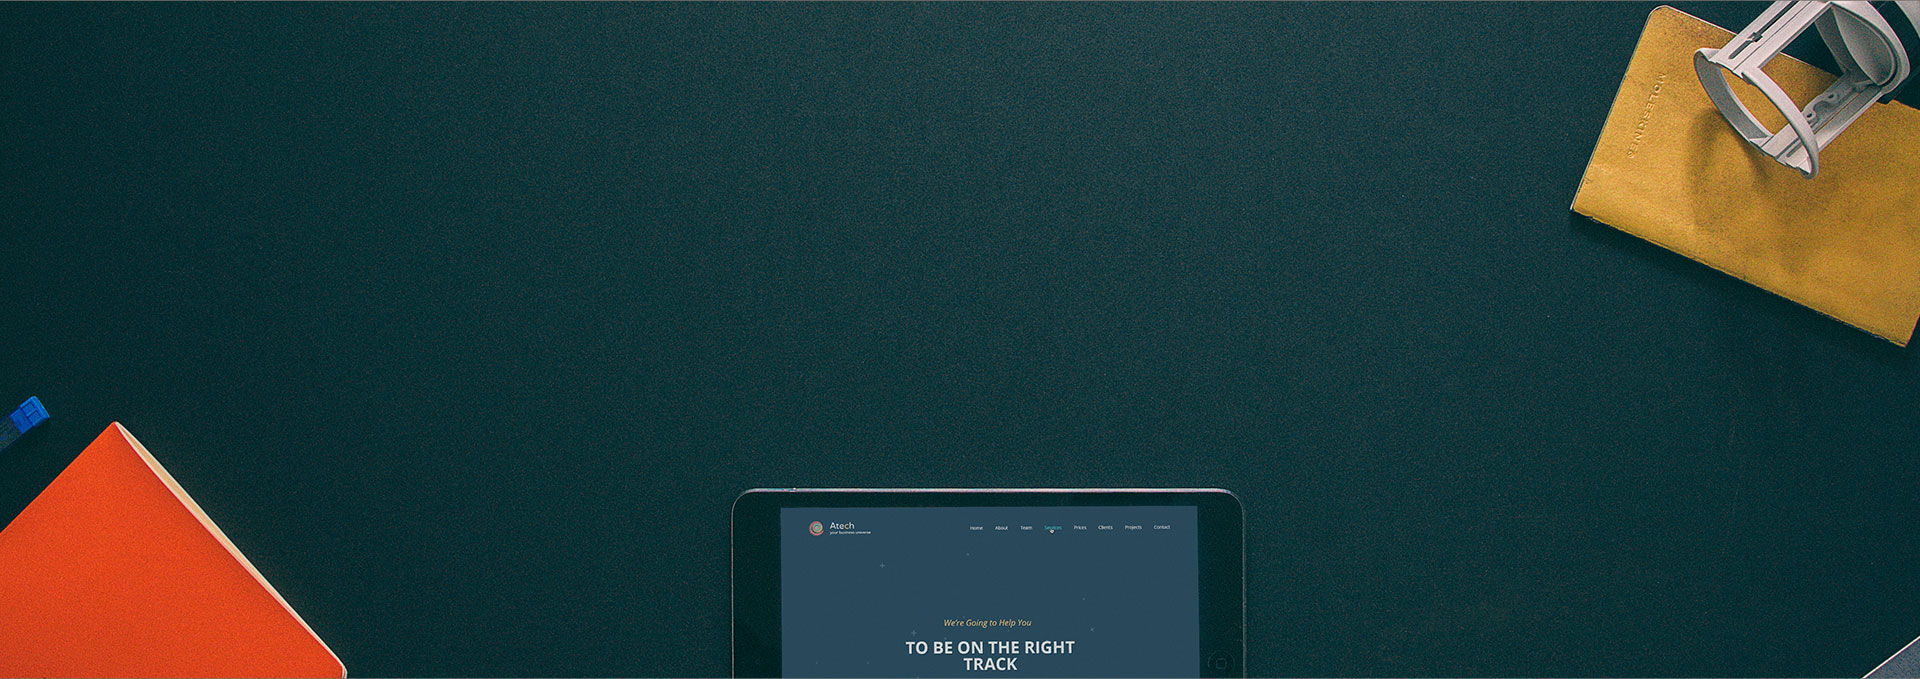 MOLESKINE®
Atech
your business universe
Home About Team Services Prices Clients Projects Contact
We're Going to Help You
TO BE ON THE RIGHT
TRACK